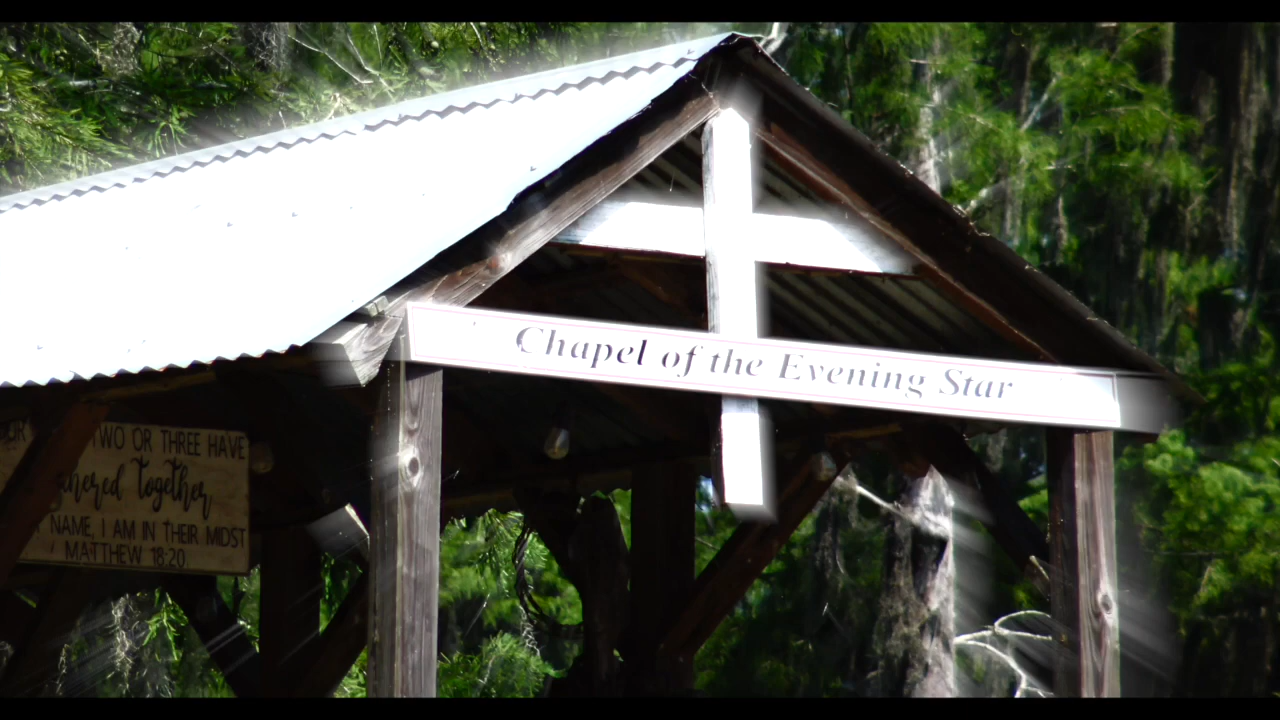 Chapel of the Evening Star
TWO OR THREE HAVE
together
NAME, I AM IN THEIR MIDST
MATTHEW 18:20